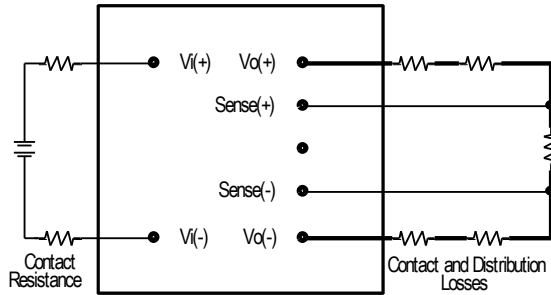 Vi(+) Vo(+)
Sense(+)
Sense(-)
Vi(-) Vo(-)
Contact
Resistance
Contact and Distribution
Losses